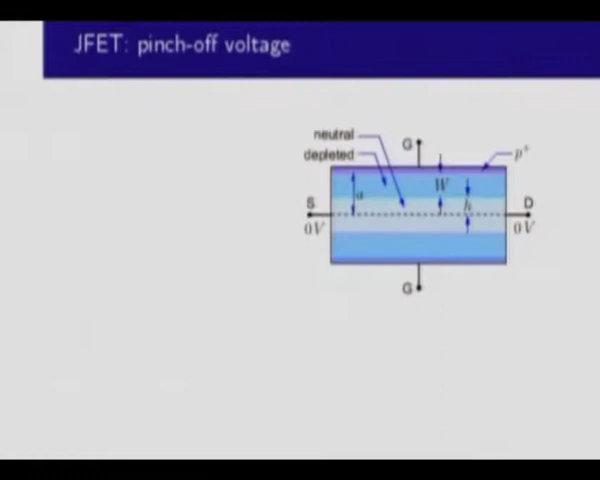 JFET: pinch-off voltage
neutral
depleted
G
p+
W
a
h
S
D
0V
0V
G